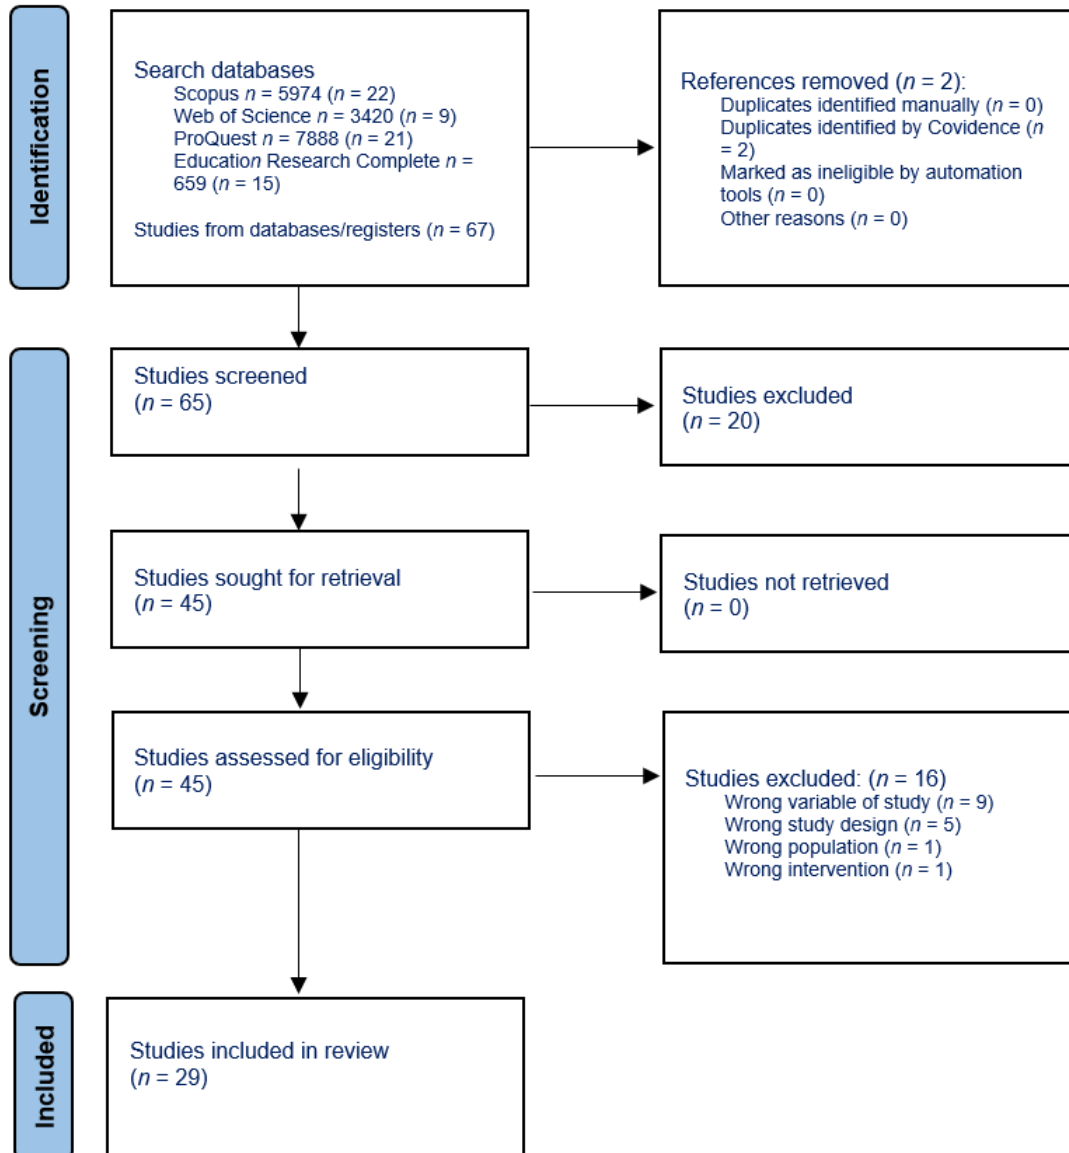 Identification
Search databases
Scopus n = 5974 (n = 22)
Web of Science n = 3420 (n = 9)
ProQuest n = 7888 (n = 21)
Education Research Complete n =
659 (n = 15)
Studies from databases/registers (n = 67)
References removed (n = 2):
Duplicates identified manually (n = 0)
Duplicates identified by Covidence (n
= 2)
Marked as ineligible by automation
tools (n = 0)
Other reasons (n = 0)
Screening
Studies screened
(n = 65)
Studies excluded
(n = 20)
Studies sought for retrieval
(n = 45)
Studies not retrieved
(n = 0)
Studies assessed for eligibility
(n = 45)
Studies excluded: (n = 16)
Wrong variable of study (n = 9)
Wrong study design (n = 5)
Wrong population (n = 1)
Wrong intervention (n = 1)
Included
Studies included in review
(n = 29)